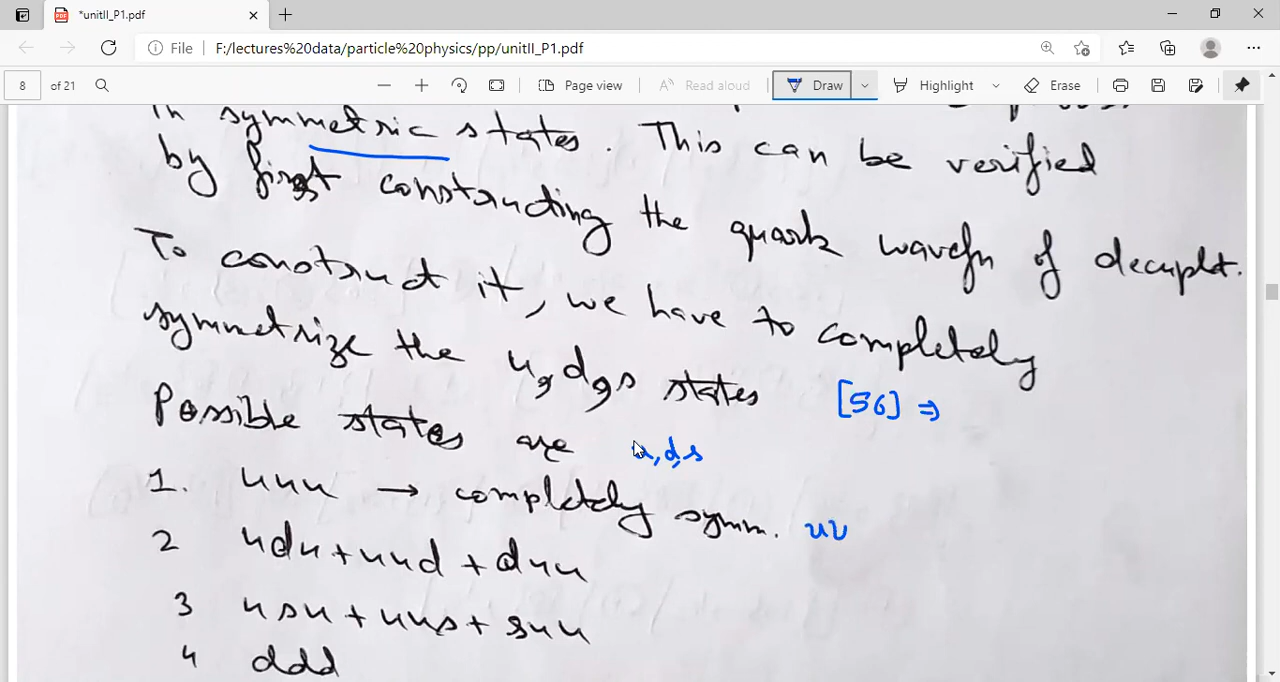 *unitII_P1.pdf
File F:/lectures%20data/particle%20physics/pp/unitII_P1.pdf
8 of 21 Page view Read aloud Draw Highlight Erase
in symmetric states. This can be verified
by first constructing the quark wavefn of decuplet.
To construct it, we have to completely
symmetrize the u, d, s states [56] ⇒
Possible states are u, d, s
1. uuu → completely symm. uu
2 udu + uud + duu
3 usu + uus + suu
4 ddd